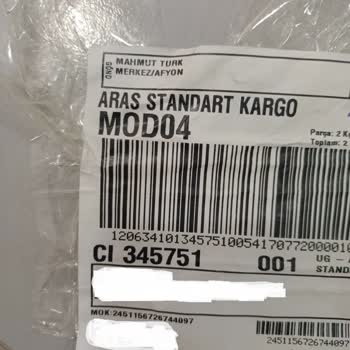 GÖND
MAHMUT TÜRK
MERKEZ/AFYON
ARAS STANDART KARGO
MOD04
Parça: 2 K
Toplam: 2
1206341013457510054170772000010
CI 345751
001
UG -
STAND
MÖK: 2451156726744097
2451156726744097